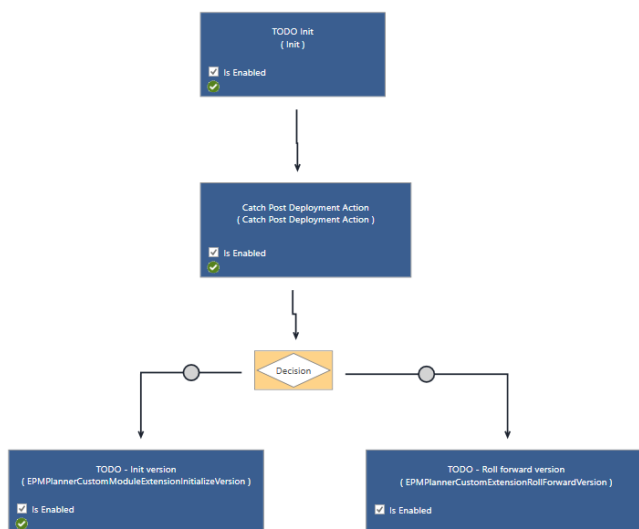 TODO Init
( Init )
Is Enabled
Catch Post Deployment Action
( Catch Post Deployment Action )
Is Enabled
Decision
TODO - Init version
( EPMPlannerCustomModuleExtensionInitializeVersion )
Is Enabled
TODO - Roll forward version
( EPMPlannerCustomExtensionRollForwardVersion )
Is Enabled